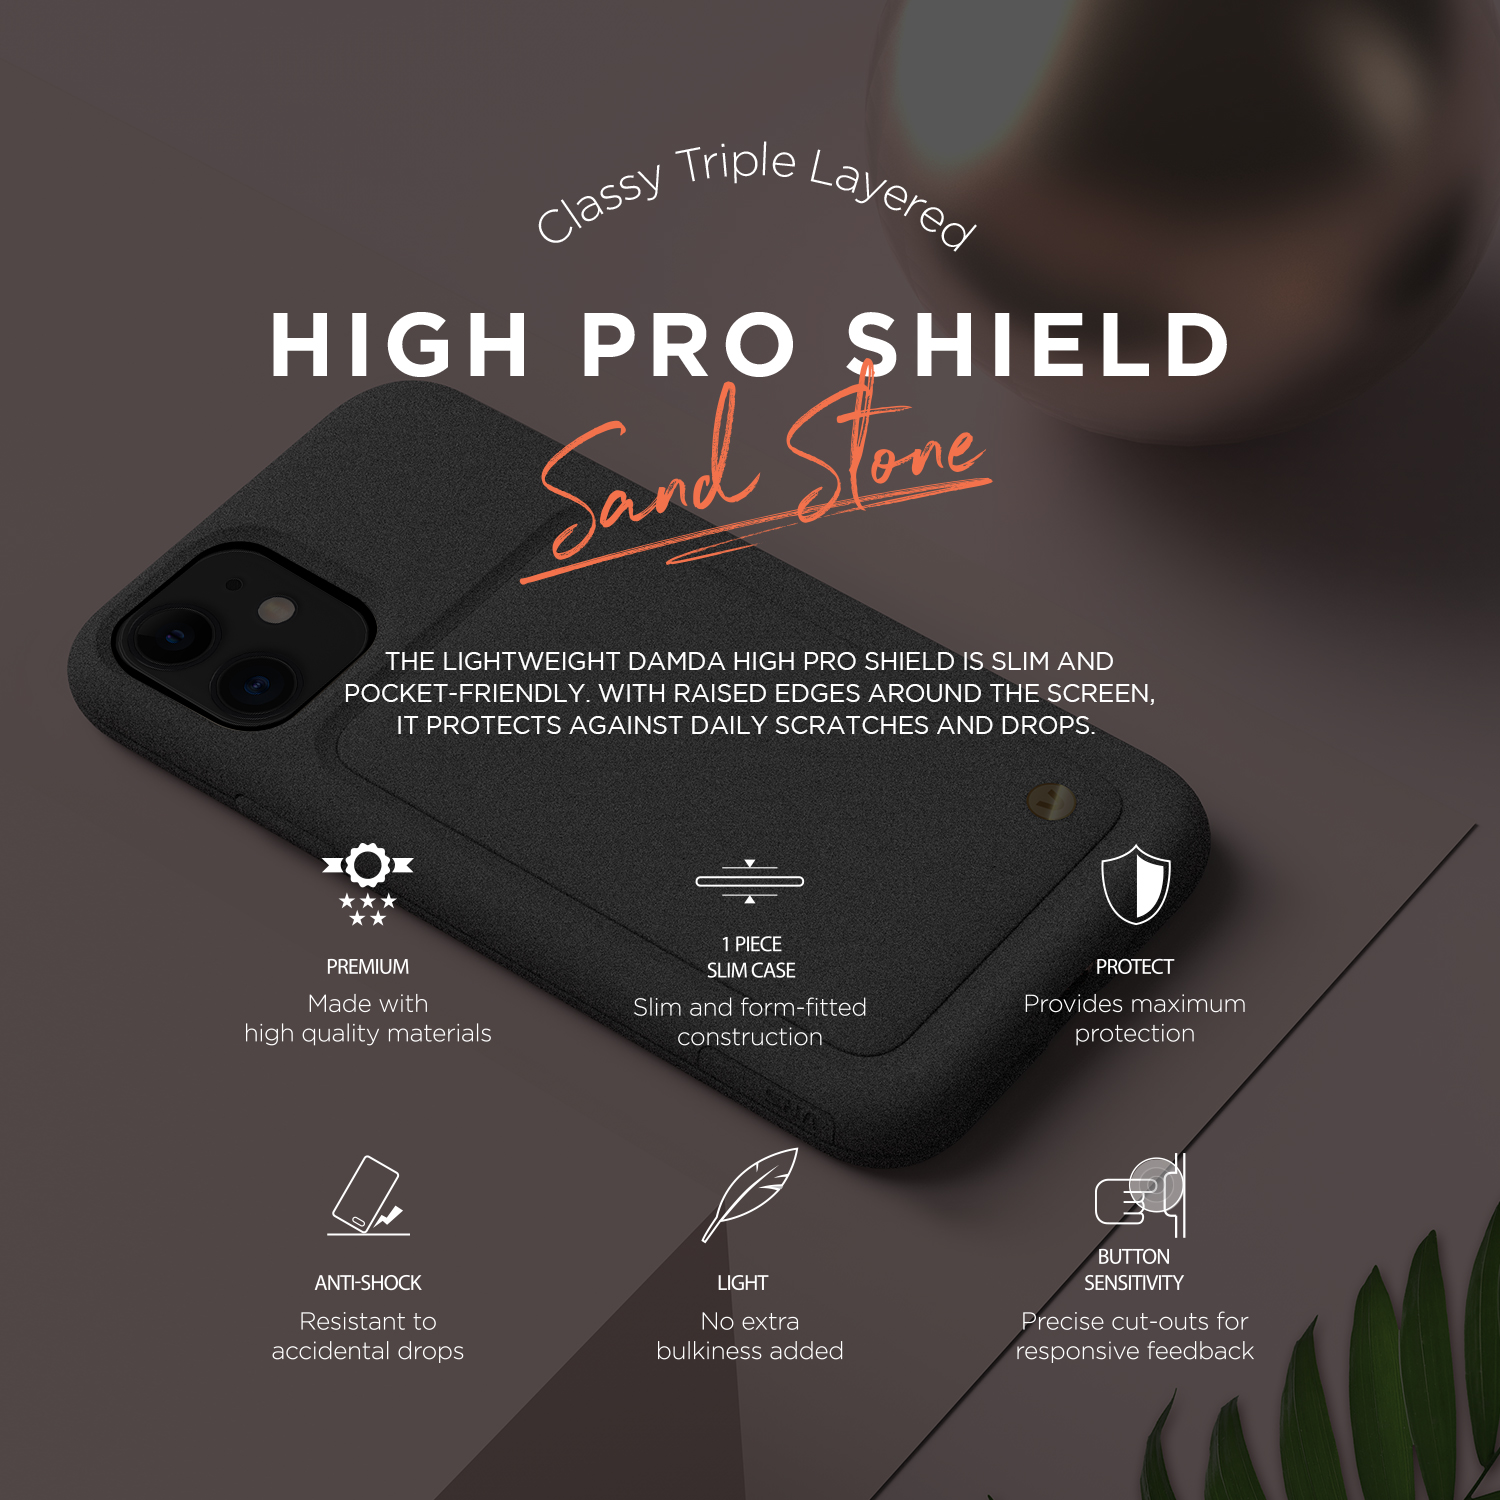 Classy Triple Layered
HIGH PRO SHIELD
Sand Stone
THE LIGHTWEIGHT DAMDA HIGH PRO SHIELD IS SLIM AND
POCKET-FRIENDLY. WITH RAISED EDGES AROUND THE SCREEN,
IT PROTECTS AGAINST DAILY SCRATCHES AND DROPS.
PREMIUM
Made with
high quality materials
1 PIECE
SLIM CASE
Slim and form-fitted
construction
PROTECT
Provides maximum
protection
ANTI-SHOCK
Resistant to
accidental drops
LIGHT
No extra
bulkiness added
BUTTON
SENSITIVITY
Precise cut-outs for
responsive feedback